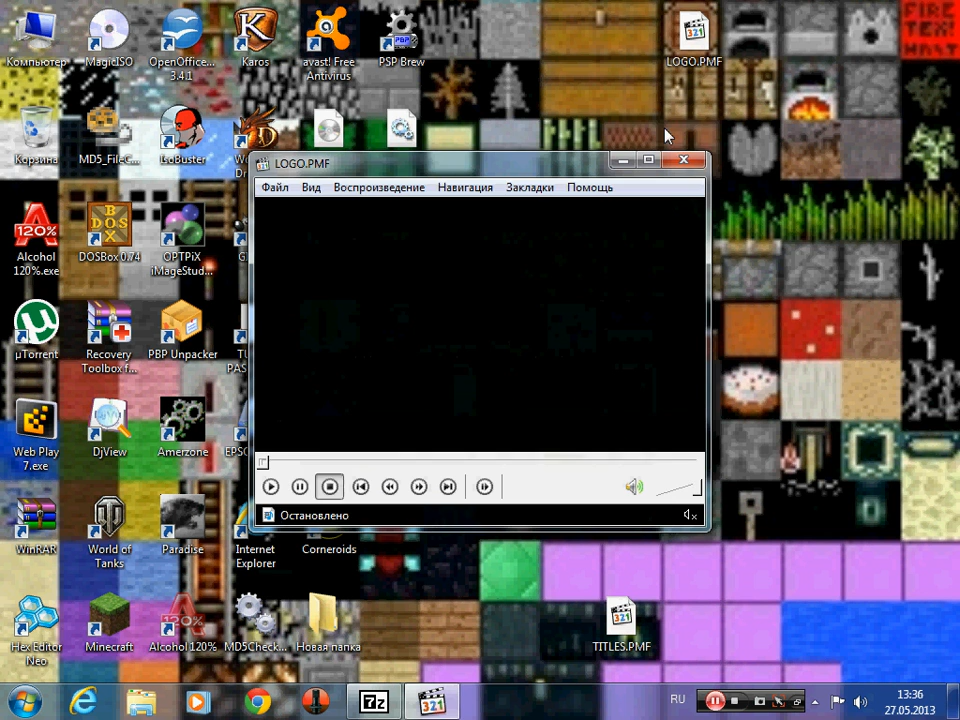 Компьютер
MagicISO
OpenOffice... 3.4.1
Karos
avast! Free Antivirus
PSP Brew
LOGO.PMF
FIRE
Корзина
MD5_FileC...
IsoBuster
LOGO.PMF
Файл Вид Воспроизведение Навигация Закладки Помощь
Alcohol 120%.exe
DOSBox 0.74
OPTPiX iMageStud...
µTorrent
Recovery Toolbox f...
PBP Unpacker
Web Play 7.exe
DjView
Amerzone
Остановлено
WinRAR
World of Tanks
Paradise
Internet Explorer
Corneroids
Hex Editor Neo
Minecraft
Alcohol 120%
MD5Check...
Новая папка
TITLES.PMF
RU
13:36
27.05.2013